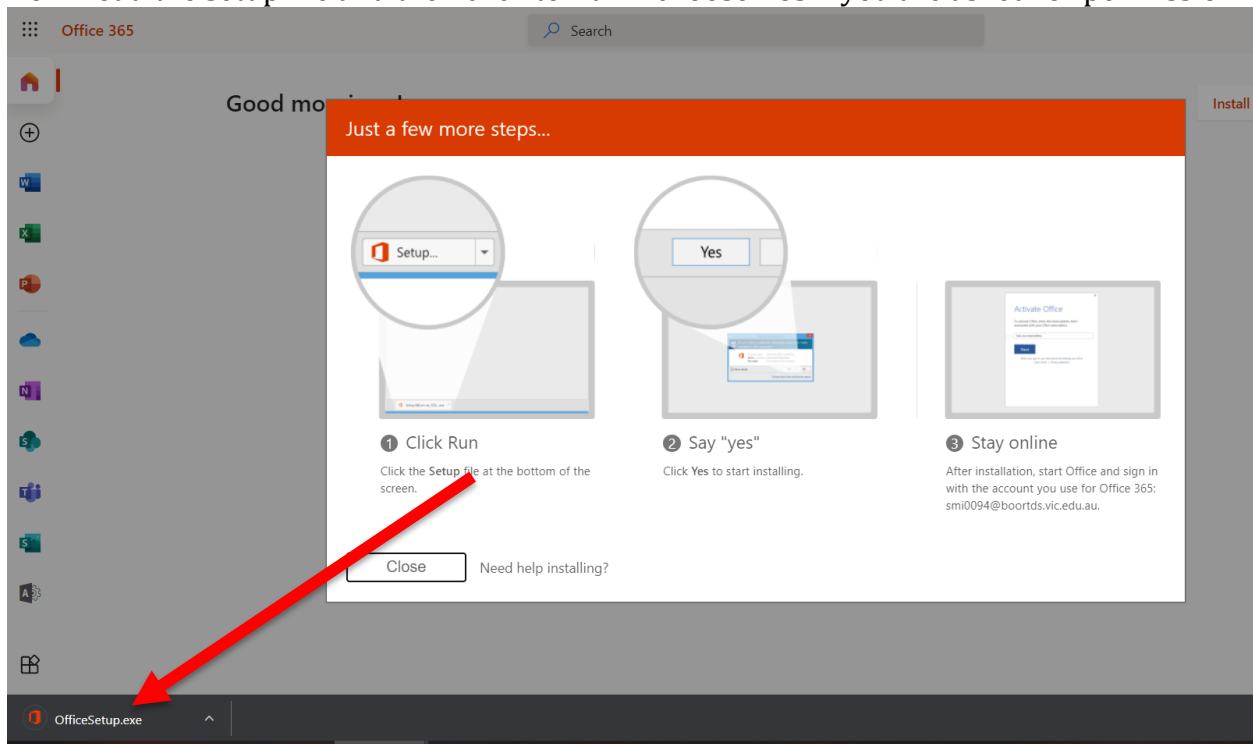 Office 365
Search
Good mo
Install
Just a few more steps...
Setup...
Yes
Activate Office
1 Click Run
2 Say "yes"
3 Stay online
Click the Setup file at the bottom of the
screen.
Click Yes to start installing.
After installation, start Office and sign in
with the account you use for Office 365:
smi0094@boortds.vic.edu.au.
Close
Need help installing?
OfficeSetup.exe